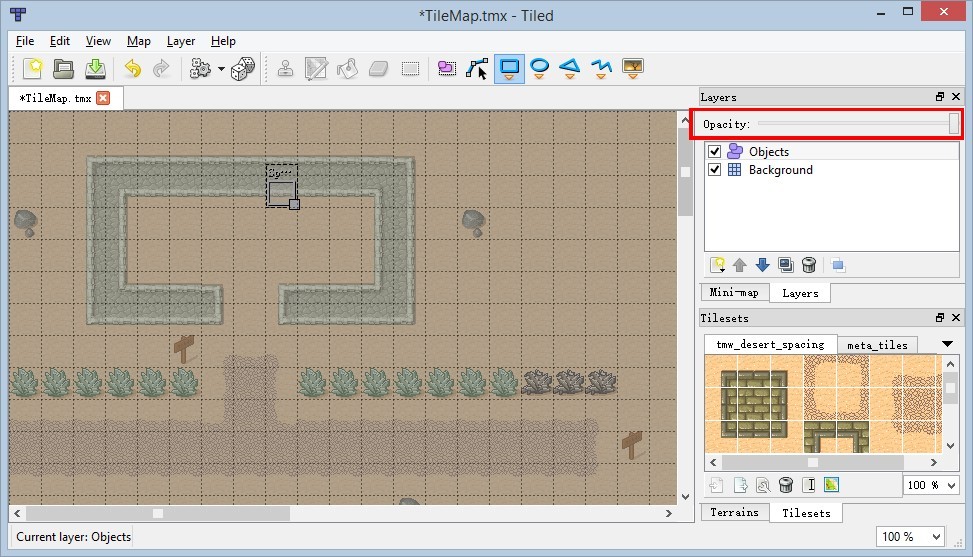 *TileMap.tmx - Tiled
File Edit View Map Layer Help
*TileMap.tmx
Layers
Opacity:
Objects
Background
Mini-map Layers
Tilesets
tmw_desert_spacing meta_tiles
100 %
Terrains Tilesets
Sp...
Current layer: Objects
100 %